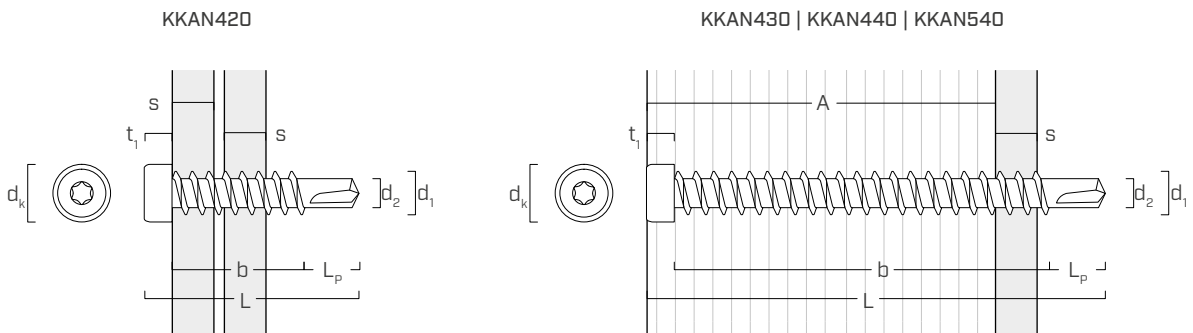 KKAN420
KKAN430 | KKAN440 | KKAN540
s
A
t₁
s
t₁
s
dₖ
d₂ d₁
dₖ
d₂ d₁
b
Lₚ
b
Lₚ
L
L